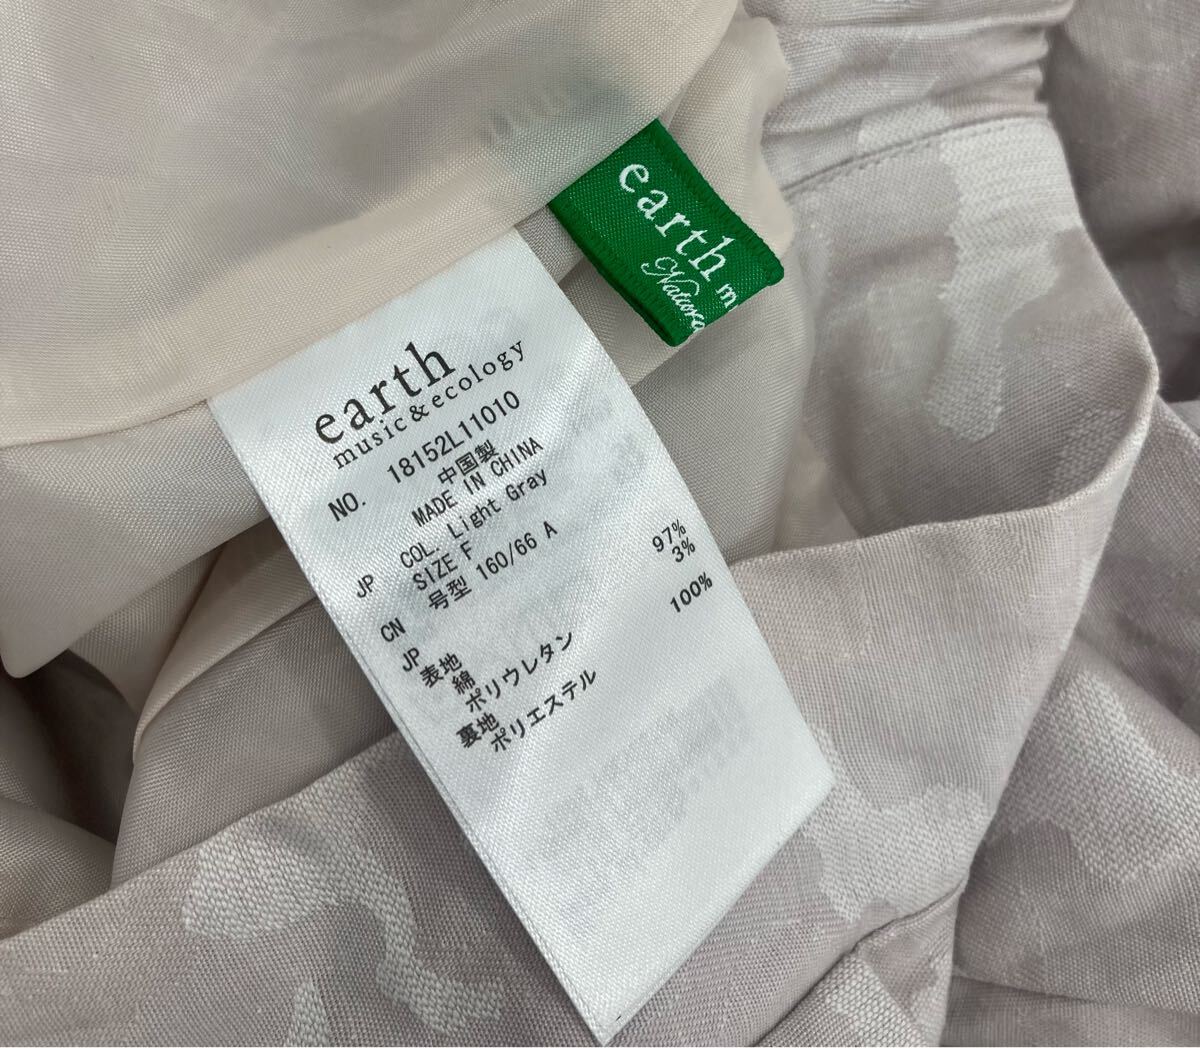 earth
Nature
earth
music&ecology
NO. 18152L11010
中国製
MADE IN CHINA
JP COL. Light Gray
SIZE F
CN 号型 160/66 A
JP
表地
綿 97%
ポリウレタン 3%
裏地
ポリエステル 100%